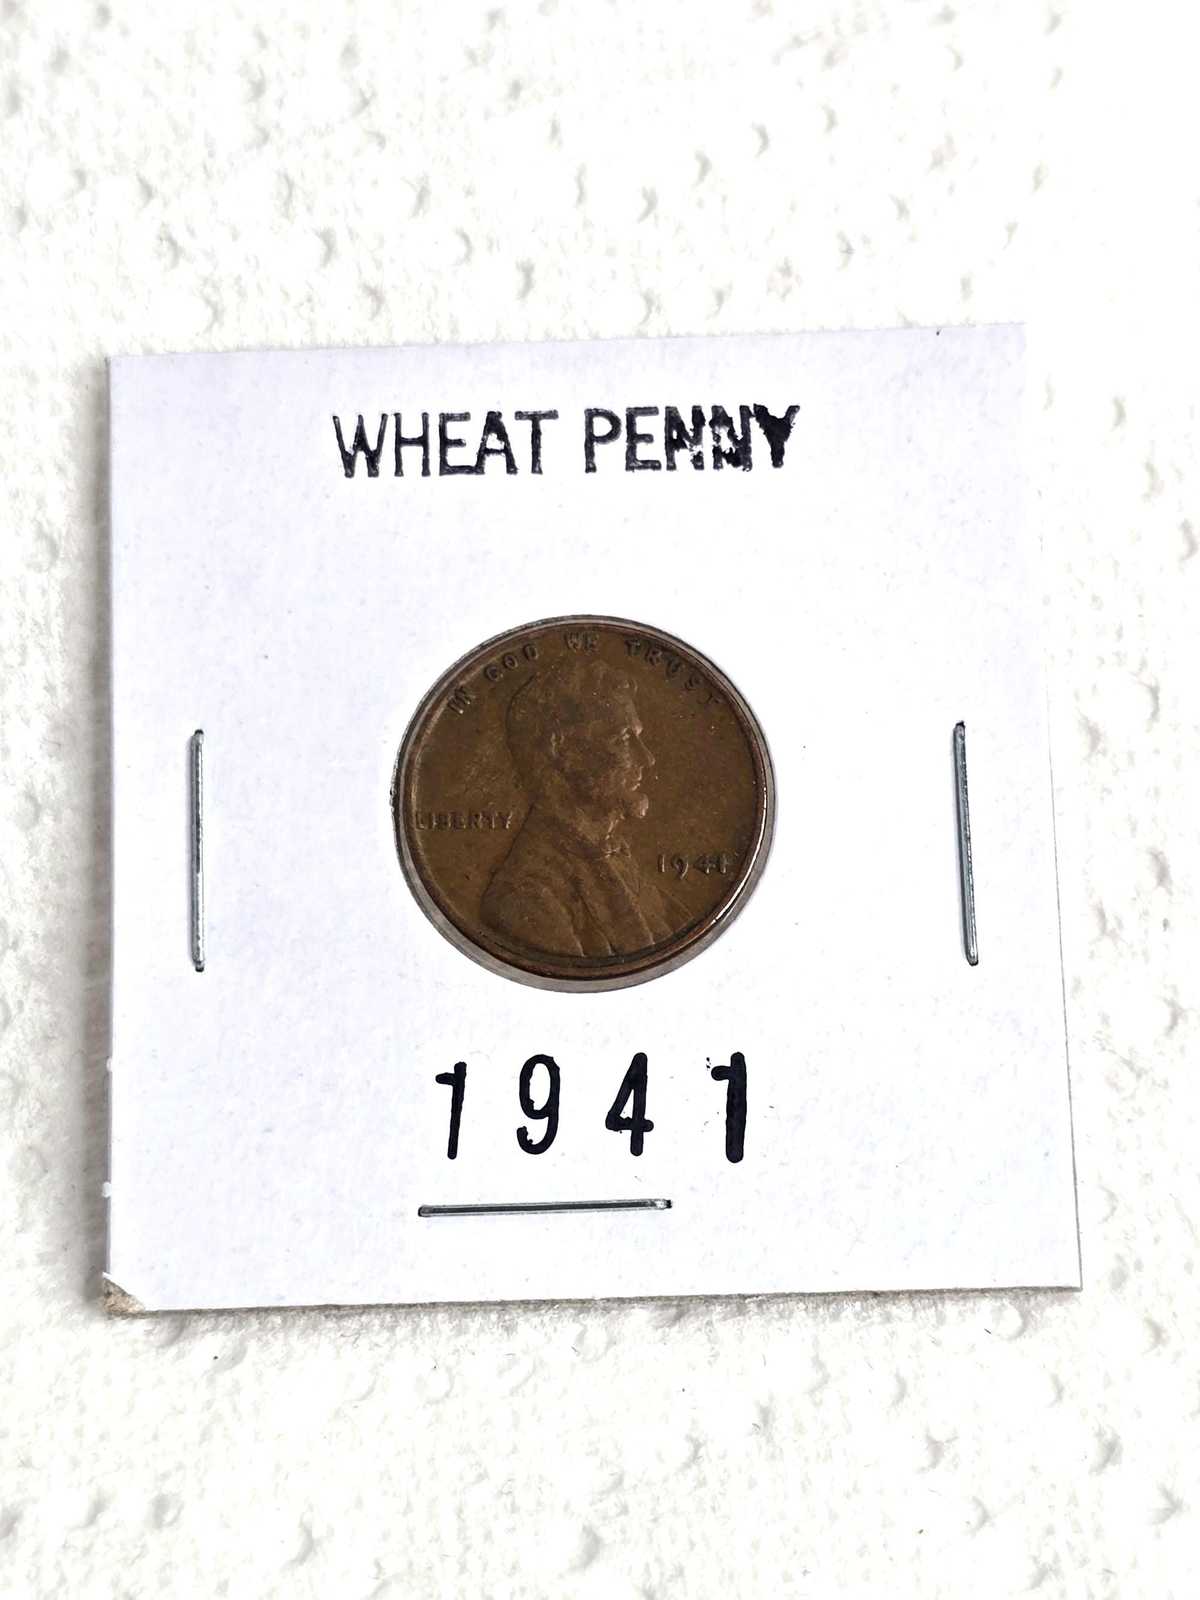 WHEAT PENNY
IN GOD WE TRUST
LIBERTY
1941
1941